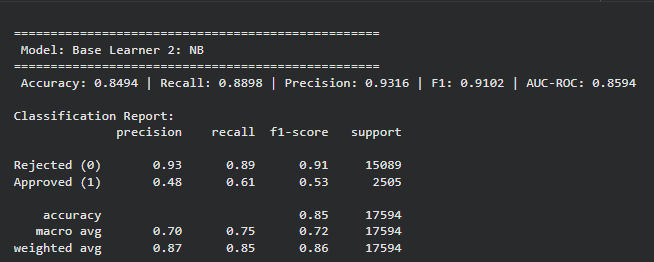 ==================================================
Model: Base Learner 2: NB
==================================================
Accuracy: 0.8494 | Recall: 0.8898 | Precision: 0.9316 | F1: 0.9102 | AUC-ROC: 0.8594
Classification Report:
precision recall f1-score support
Rejected (0) 0.93 0.89 0.91 15089
Approved (1) 0.48 0.61 0.53 2505
accuracy 0.85 17594
macro avg 0.70 0.75 0.72 17594
weighted avg 0.87 0.85 0.86 17594